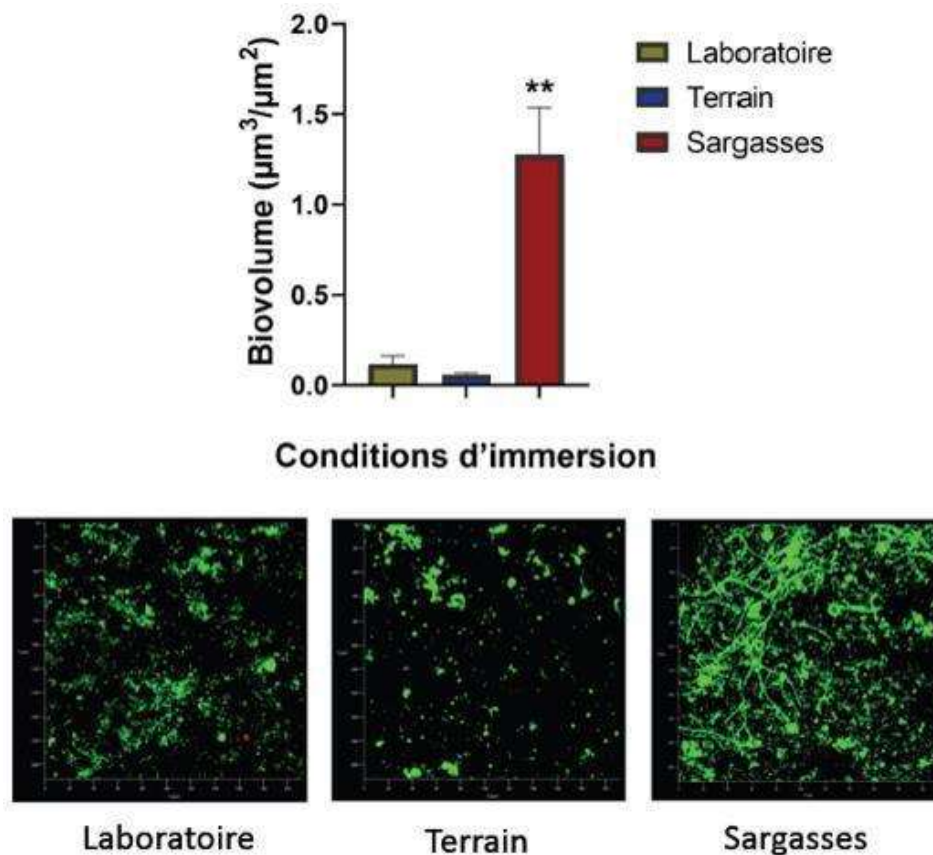 2.0
1.5
1.0
0.5
0.0
Biovolume (µm³/µm²)
**
Laboratoire
Terrain
Sargasses
Conditions d'immersion
Laboratoire
Terrain
Sargasses